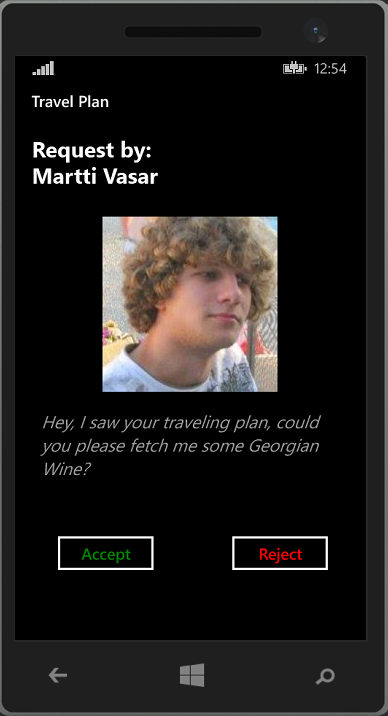 12:54
Travel Plan
Request by:
Martti Vasar
Hey, I saw your traveling plan, could
you please fetch me some Georgian
Wine?
Accept
Reject